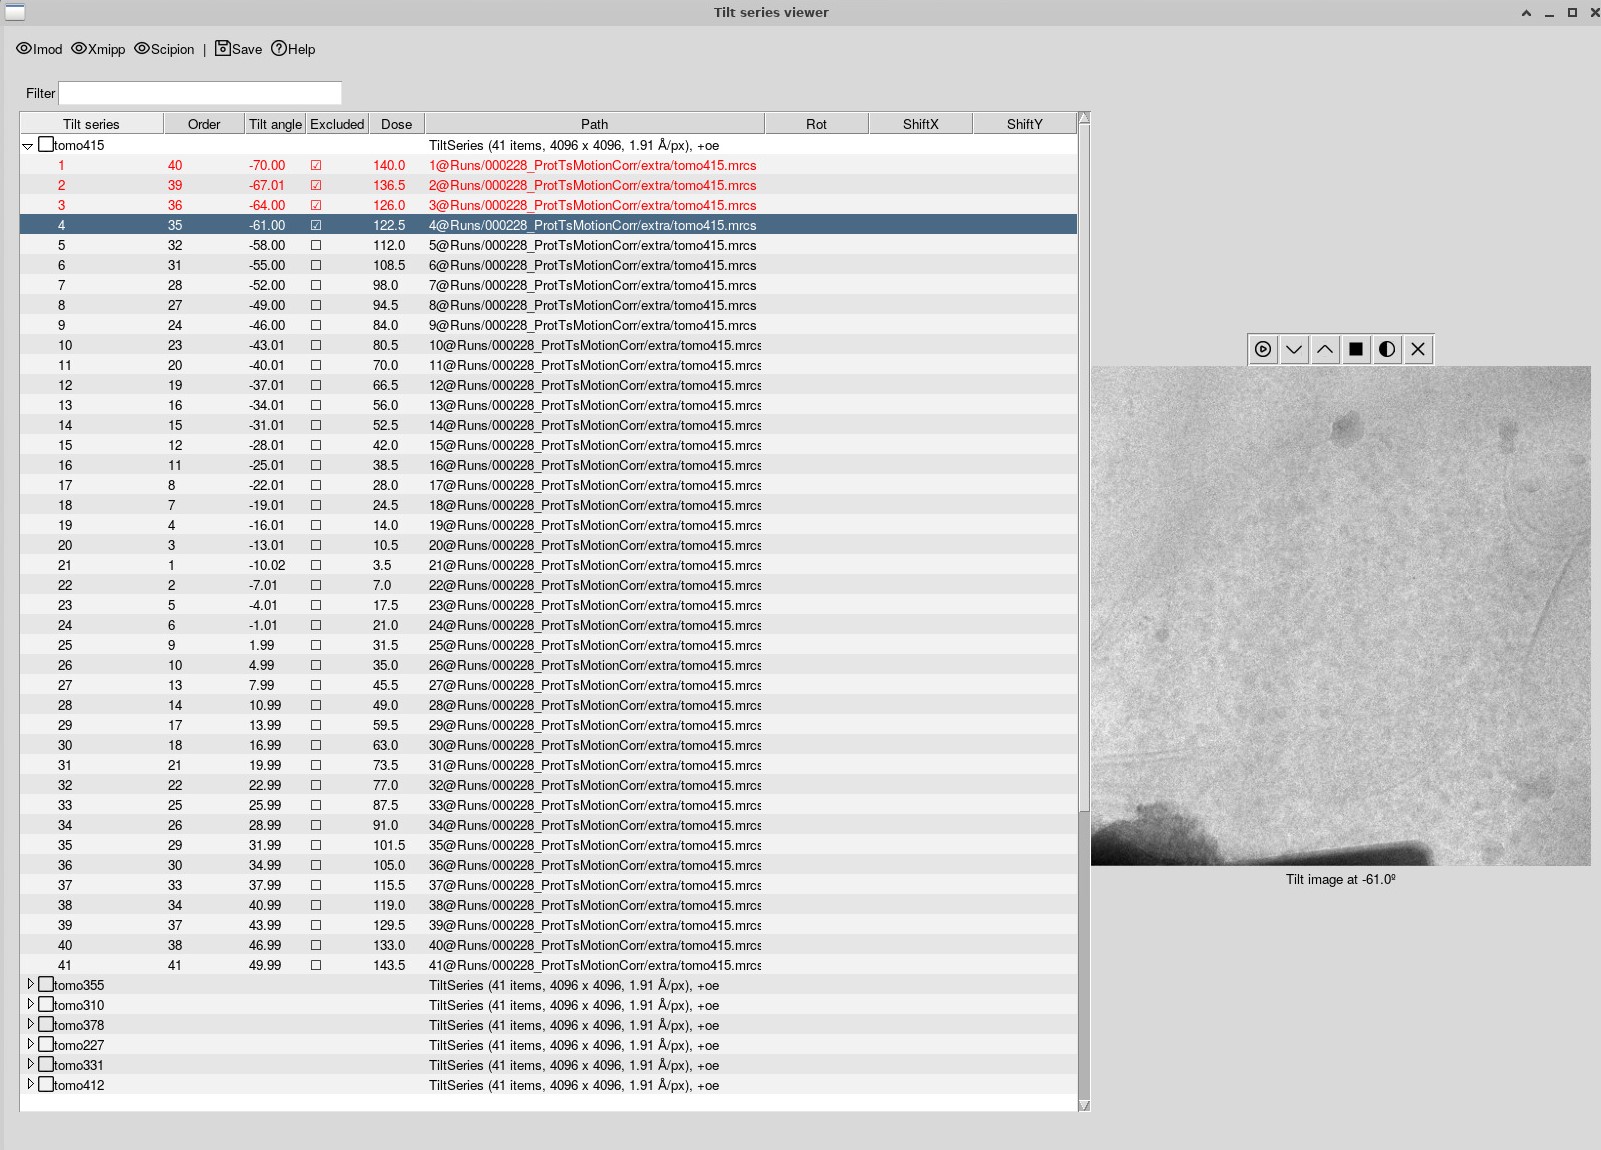 Tilt series viewer
Imod Xmipp Scipion | Save Help
Filter
Tilt series Order Tilt angle Excluded Dose Path Rot ShiftX ShiftY
tomo415 TiltSeries (41 items, 4096 x 4096, 1.91 Å/px), +oe
1 40 -70.00 140.0 1@Runs/000228_ProtTsMotionCorr/extra/tomo415.mrcs
2 39 -67.01 136.5 2@Runs/000228_ProtTsMotionCorr/extra/tomo415.mrcs
3 36 -64.00 126.0 3@Runs/000228_ProtTsMotionCorr/extra/tomo415.mrcs
4 35 -61.00 122.5 4@Runs/000228_ProtTsMotionCorr/extra/tomo415.mrcs
5 32 -58.00 112.0 5@Runs/000228_ProtTsMotionCorr/extra/tomo415.mrcs
6 31 -55.00 108.5 6@Runs/000228_ProtTsMotionCorr/extra/tomo415.mrcs
7 28 -52.00 98.0 7@Runs/000228_ProtTsMotionCorr/extra/tomo415.mrcs
8 27 -49.00 94.5 8@Runs/000228_ProtTsMotionCorr/extra/tomo415.mrcs
9 24 -46.00 84.0 9@Runs/000228_ProtTsMotionCorr/extra/tomo415.mrcs
10 23 -43.01 80.5 10@Runs/000228_ProtTsMotionCorr/extra/tomo415.mrcs
11 20 -40.01 70.0 11@Runs/000228_ProtTsMotionCorr/extra/tomo415.mrcs
12 19 -37.01 66.5 12@Runs/000228_ProtTsMotionCorr/extra/tomo415.mrcs
13 16 -34.01 56.0 13@Runs/000228_ProtTsMotionCorr/extra/tomo415.mrcs
14 15 -31.01 52.5 14@Runs/000228_ProtTsMotionCorr/extra/tomo415.mrcs
15 12 -28.01 42.0 15@Runs/000228_ProtTsMotionCorr/extra/tomo415.mrcs
16 11 -25.01 38.5 16@Runs/000228_ProtTsMotionCorr/extra/tomo415.mrcs
17 8 -22.01 28.0 17@Runs/000228_ProtTsMotionCorr/extra/tomo415.mrcs
18 7 -19.01 24.5 18@Runs/000228_ProtTsMotionCorr/extra/tomo415.mrcs
19 4 -16.01 14.0 19@Runs/000228_ProtTsMotionCorr/extra/tomo415.mrcs
20 3 -13.01 10.5 20@Runs/000228_ProtTsMotionCorr/extra/tomo415.mrcs
21 1 -10.02 3.5 21@Runs/000228_ProtTsMotionCorr/extra/tomo415.mrcs
22 2 -7.01 7.0 22@Runs/000228_ProtTsMotionCorr/extra/tomo415.mrcs
23 5 -4.01 17.5 23@Runs/000228_ProtTsMotionCorr/extra/tomo415.mrcs
24 6 -1.01 21.0 24@Runs/000228_ProtTsMotionCorr/extra/tomo415.mrcs
25 9 1.99 31.5 25@Runs/000228_ProtTsMotionCorr/extra/tomo415.mrcs
26 10 4.99 35.0 26@Runs/000228_ProtTsMotionCorr/extra/tomo415.mrcs
27 13 7.99 45.5 27@Runs/000228_ProtTsMotionCorr/extra/tomo415.mrcs
28 14 10.99 49.0 28@Runs/000228_ProtTsMotionCorr/extra/tomo415.mrcs
29 17 13.99 59.5 29@Runs/000228_ProtTsMotionCorr/extra/tomo415.mrcs
30 18 16.99 63.0 30@Runs/000228_ProtTsMotionCorr/extra/tomo415.mrcs
31 21 19.99 73.5 31@Runs/000228_ProtTsMotionCorr/extra/tomo415.mrcs
32 22 22.99 77.0 32@Runs/000228_ProtTsMotionCorr/extra/tomo415.mrcs
33 25 25.99 87.5 33@Runs/000228_ProtTsMotionCorr/extra/tomo415.mrcs
34 26 28.99 91.0 34@Runs/000228_ProtTsMotionCorr/extra/tomo415.mrcs
35 29 31.99 101.5 35@Runs/000228_ProtTsMotionCorr/extra/tomo415.mrcs
36 30 34.99 105.0 36@Runs/000228_ProtTsMotionCorr/extra/tomo415.mrcs
37 33 37.99 115.5 37@Runs/000228_ProtTsMotionCorr/extra/tomo415.mrcs
38 34 40.99 119.0 38@Runs/000228_ProtTsMotionCorr/extra/tomo415.mrcs
39 37 43.99 129.5 39@Runs/000228_ProtTsMotionCorr/extra/tomo415.mrcs
40 38 46.99 133.0 40@Runs/000228_ProtTsMotionCorr/extra/tomo415.mrcs
41 41 49.99 143.5 41@Runs/000228_ProtTsMotionCorr/extra/tomo415.mrcs
tomo355 TiltSeries (41 items, 4096 x 4096, 1.91 Å/px), +oe
tomo310 TiltSeries (41 items, 4096 x 4096, 1.91 Å/px), +oe
tomo378 TiltSeries (41 items, 4096 x 4096, 1.91 Å/px), +oe
tomo227 TiltSeries (41 items, 4096 x 4096, 1.91 Å/px), +oe
tomo331 TiltSeries (41 items, 4096 x 4096, 1.91 Å/px), +oe
tomo412 TiltSeries (41 items, 4096 x 4096, 1.91 Å/px), +oe
Tilt image at -61.0º